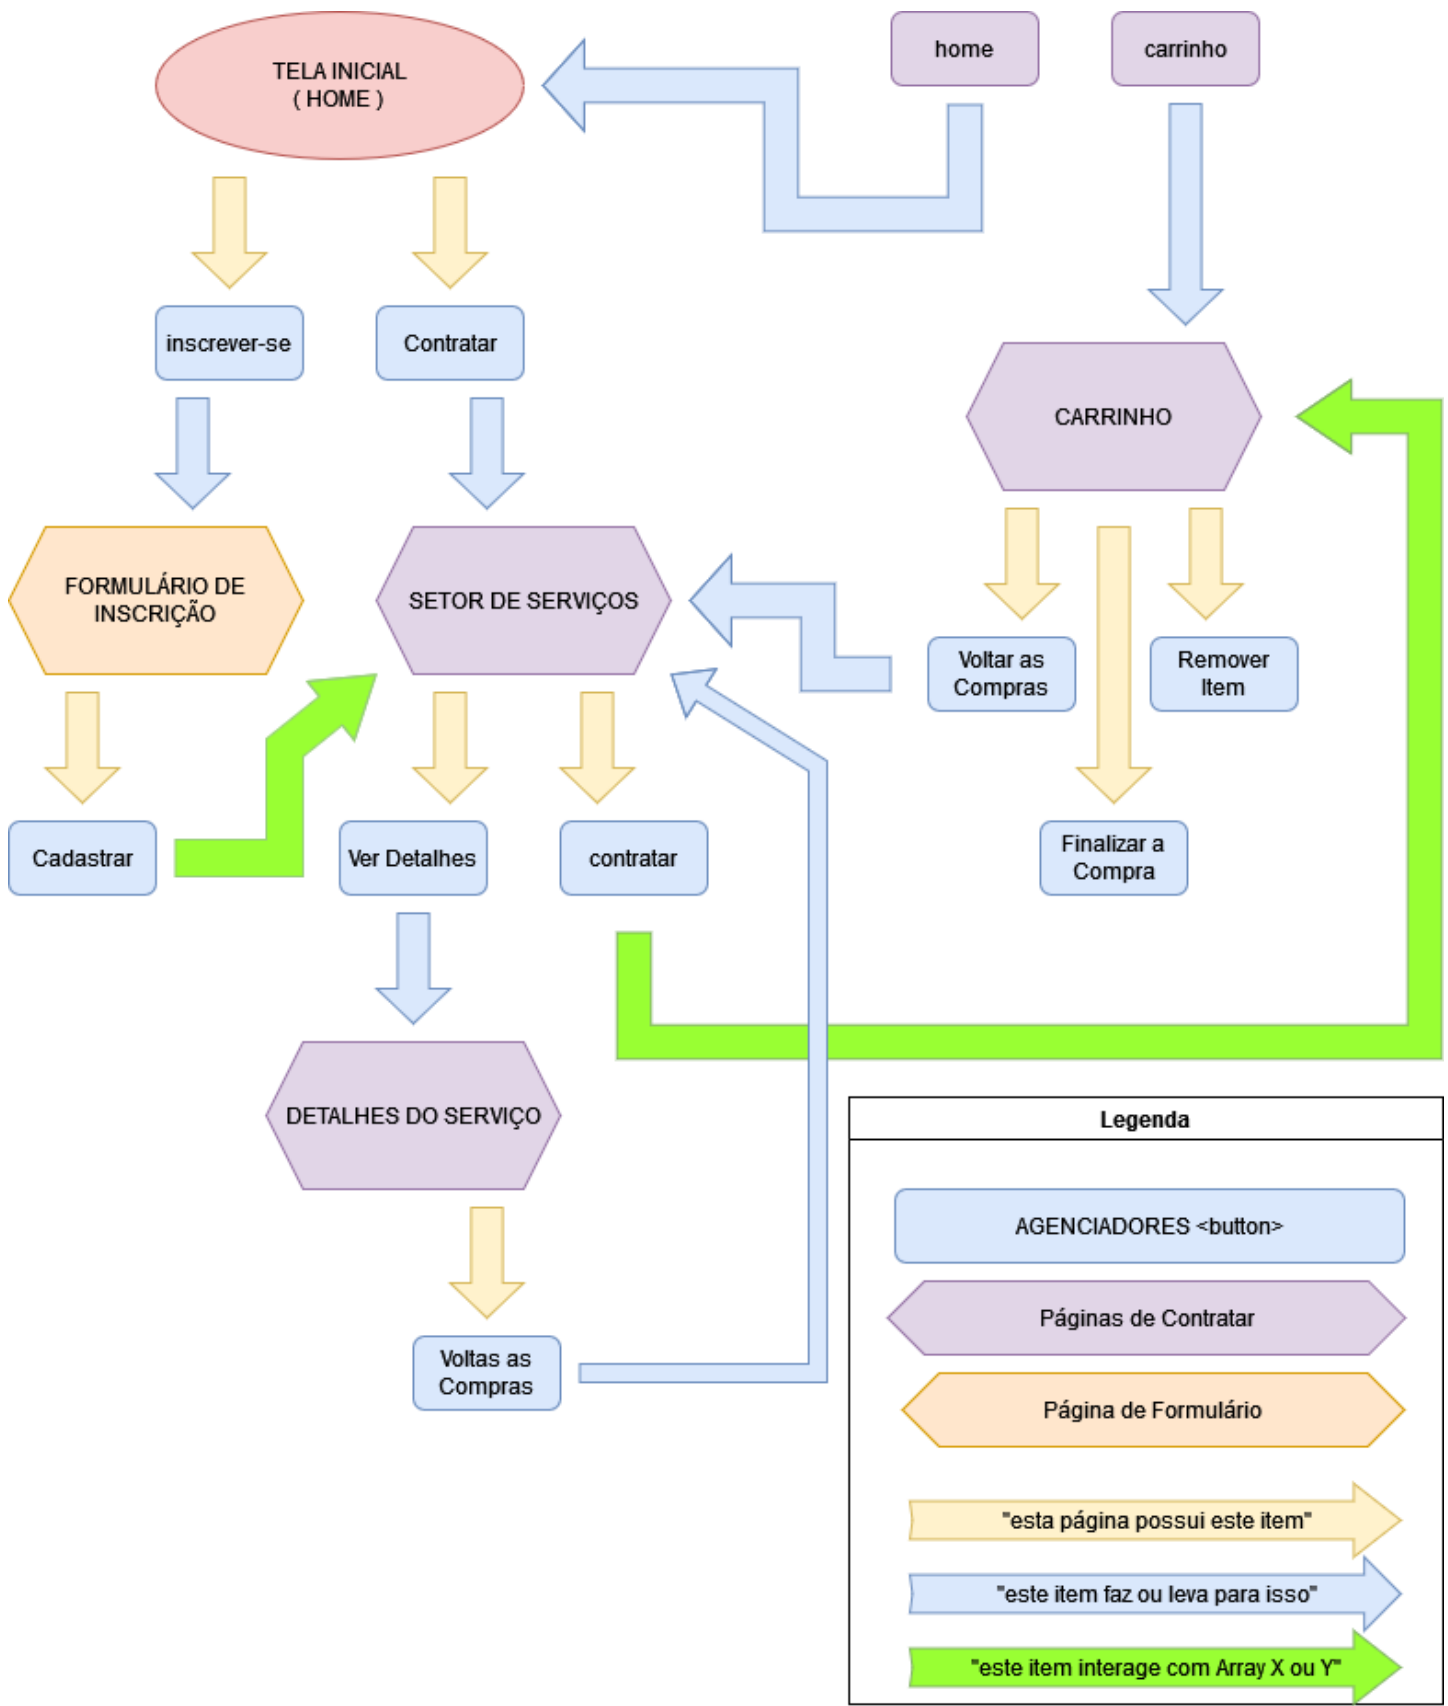 TELA INICIAL
( HOME )
home
carrinho
inscrever-se
Contratar
CARRINHO
FORMULÁRIO DE
INSCRIÇÃO
SETOR DE SERVIÇOS
Voltar as
Compras
Remover
Item
Cadastrar
Ver Detalhes
contratar
Finalizar a
Compra
DETALHES DO SERVIÇO
Voltas as
Compras
Legenda
AGENCIADORES <button>
Páginas de Contratar
Página de Formulário
"esta página possui este item"
"este item faz ou leva para isso"
"este item interage com Array X ou Y"